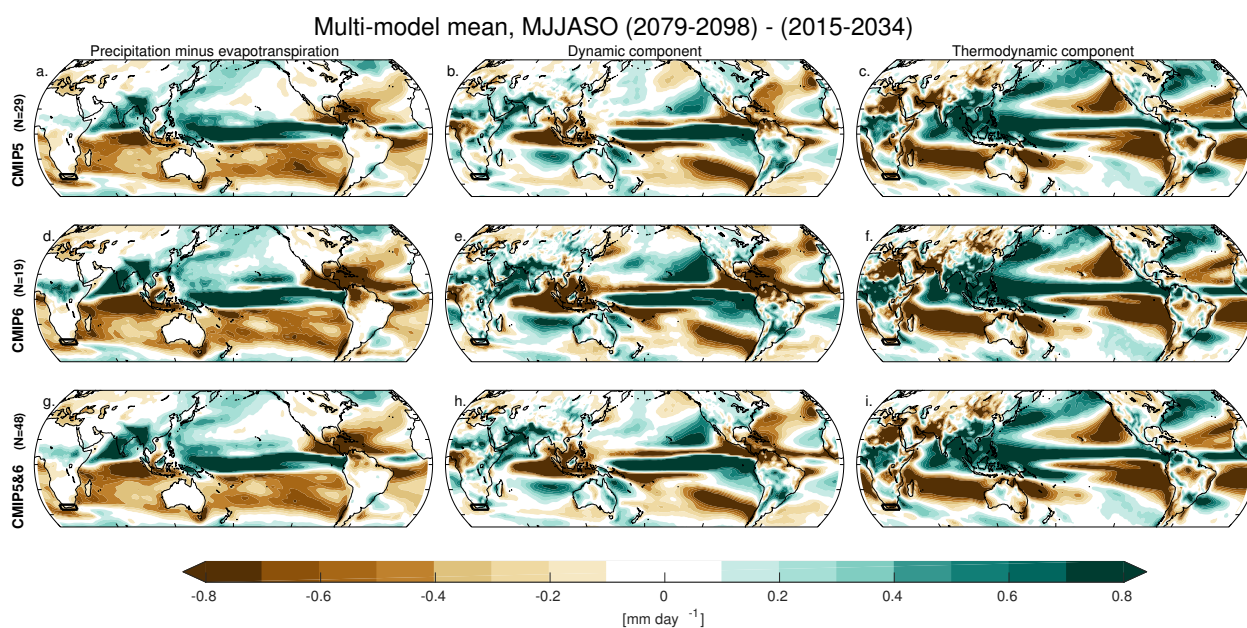 Multi-model mean, MJJASO (2079-2098) - (2015-2034)
Precipitation minus evapotranspiration
Dynamic component
Thermodynamic component
a.
b.
c.
CMIP5 (N=29)
d.
e.
f.
CMIP6 (N=19)
g.
h.
i.
CMIP5&6 (N=48)
-0.8 -0.6 -0.4 -0.2 0 0.2 0.4 0.6 0.8
[mm day -1]